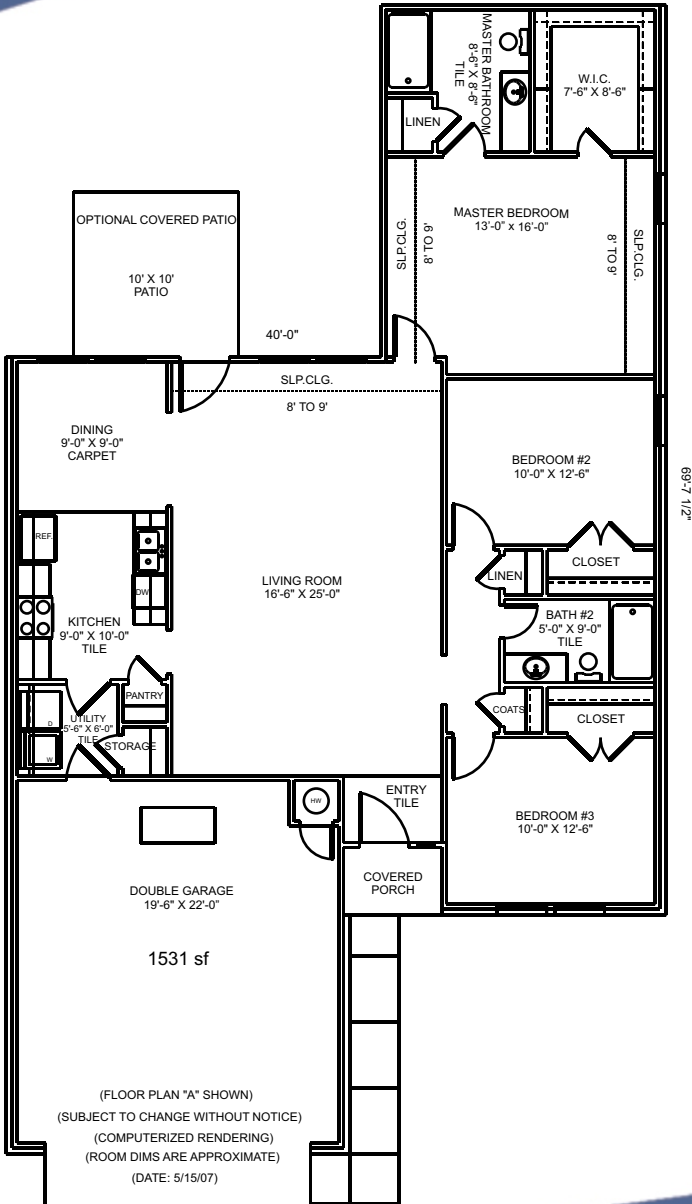 MASTER BATHROOM
8'-6" X 8'-6"
TILE
W.I.C.
7'-6" X 8'-6"
LINEN
MASTER BEDROOM
13'-0" x 16'-0"
SLP.CLG.
8' TO 9'
8' TO 9'
SLP.CLG.
OPTIONAL COVERED PATIO
10' X 10'
PATIO
40'-0"
SLP.CLG.
8' TO 9'
DINING
9'-0" X 9'-0"
CARPET
BEDROOM #2
10'-0" X 12'-6"
69'-7 1/2"
REF.
DW
LIVING ROOM
16'-6" X 25'-0"
CLOSET
LINEN
KITCHEN
9'-0" X 10'-0"
TILE
BATH #2
5'-0" X 9'-0"
TILE
PANTRY
COATS
CLOSET
D
UTILITY
5'-6" X 6'-0"
TILE
W
STORAGE
ENTRY
TILE
HW
BEDROOM #3
10'-0" X 12'-6"
COVERED
PORCH
DOUBLE GARAGE
19'-6" X 22'-0"
1531 sf
(FLOOR PLAN "A" SHOWN)
(SUBJECT TO CHANGE WITHOUT NOTICE)
(COMPUTERIZED RENDERING)
(ROOM DIMS ARE APPROXIMATE)
(DATE: 5/15/07)